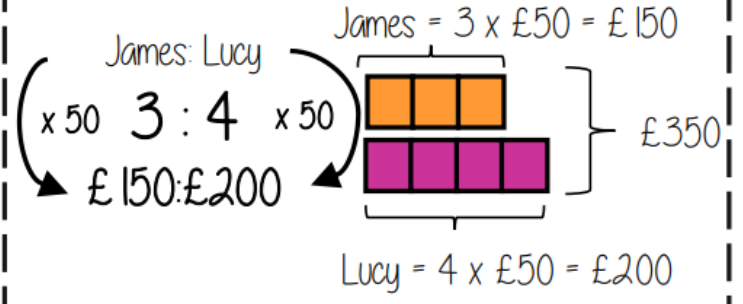 James = 3 x £50 = £150
James: Lucy
x 50 3 : 4 x 50
£350
£150:£200
Lucy = 4 x £50 = £200